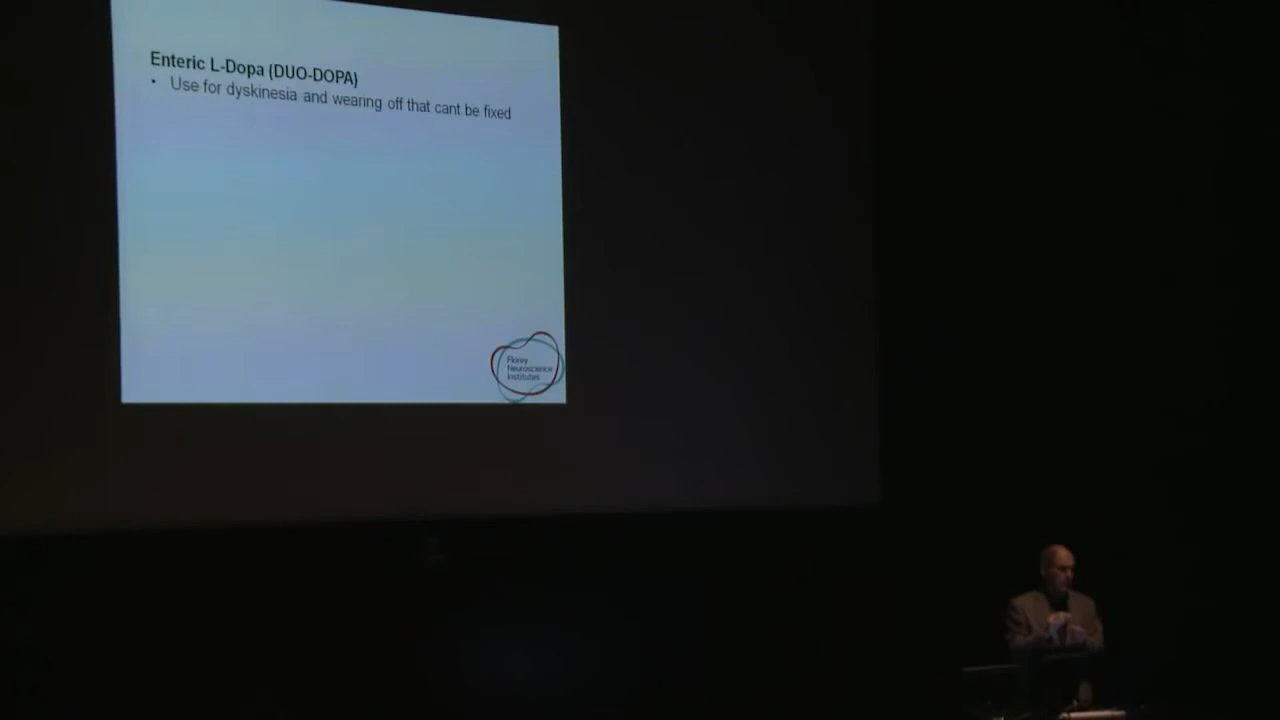 Enteric L-Dopa (DUO-DOPA)
• Use for dyskinesia and wearing off that cant be fixed
Florey
Neuroscience
Institutes